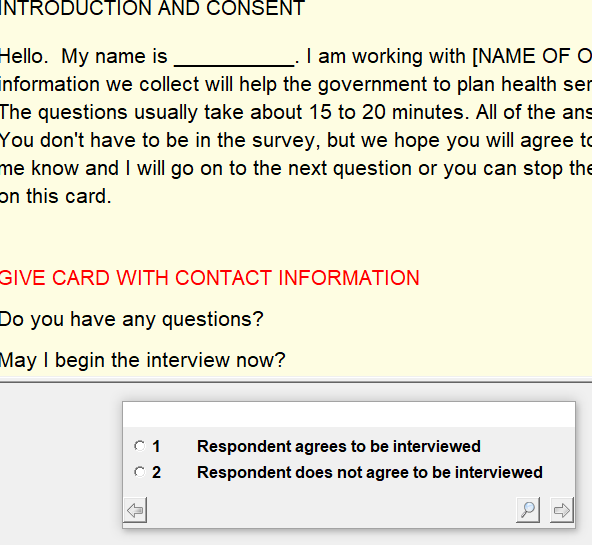 INTRODUCTION AND CONSENT
Hello. My name is ___________. I am working with [NAME OF O
information we collect will help the government to plan health ser
The questions usually take about 15 to 20 minutes. All of the ans
You don't have to be in the survey, but we hope you will agree to
me know and I will go on to the next question or you can stop the
on this card.
GIVE CARD WITH CONTACT INFORMATION
Do you have any questions?
May I begin the interview now?
1 Respondent agrees to be interviewed
2 Respondent does not agree to be interviewed